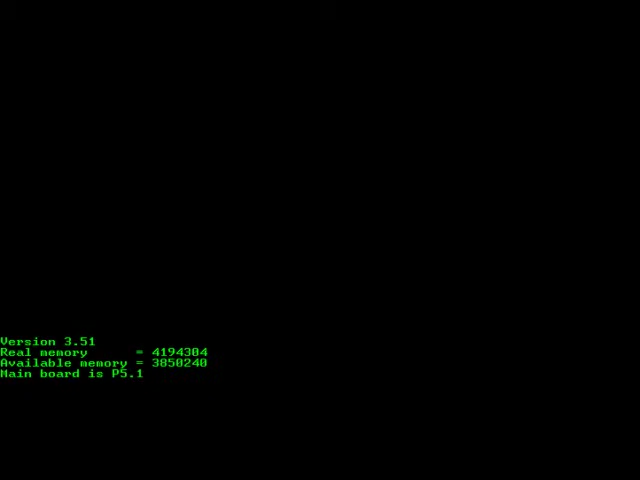 Version 3.51
Real memory      = 4194304
Available memory = 3850240
Main board is P5.1